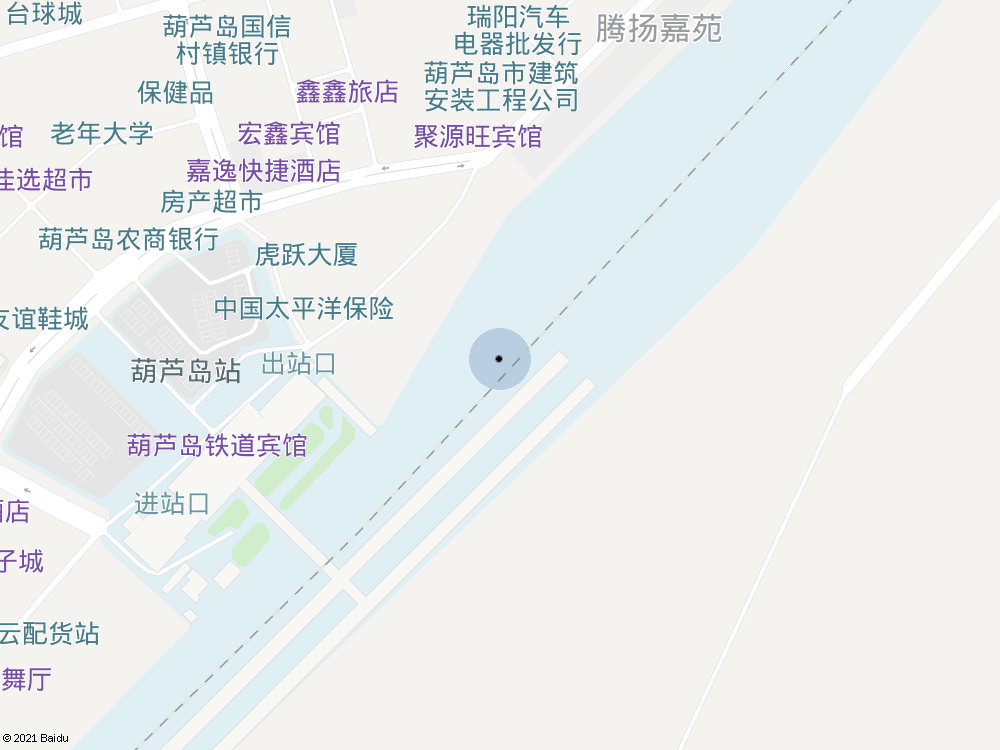 台球城
葫芦岛国信
村镇银行
瑞阳汽车
电器批发行
腾扬嘉苑
葫芦岛市建筑
安装工程公司
保健品
鑫鑫旅店
馆
老年大学
宏鑫宾馆
聚源旺宾馆
嘉逸快捷酒店
佳选超市
房产超市
葫芦岛农商银行
虎跃大厦
中国太平洋保险
友谊鞋城
葫芦岛站
出站口
葫芦岛铁道宾馆
进站口
酒店
子城
云配货站
舞厅
© 2021 Baidu